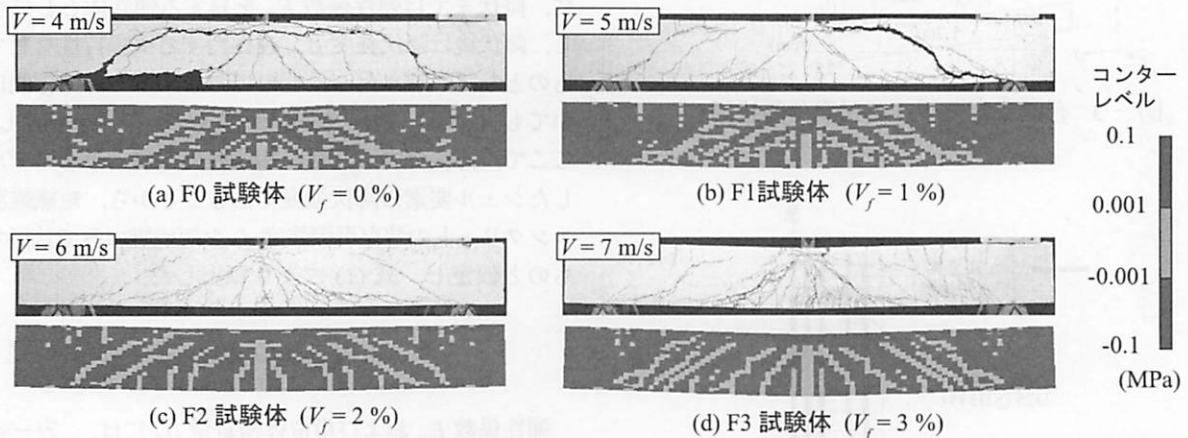 V = 4 m/s
V = 5 m/s
(a) F0 試験体 (V_f = 0 %)
(b) F1試験体 (V_f = 1 %)
V = 6 m/s
V = 7 m/s
(c) F2 試験体 (V_f = 2 %)
(d) F3 試験体 (V_f = 3 %)
コンター
レベル
0.1
0.001
-0.001
-0.1
(MPa)